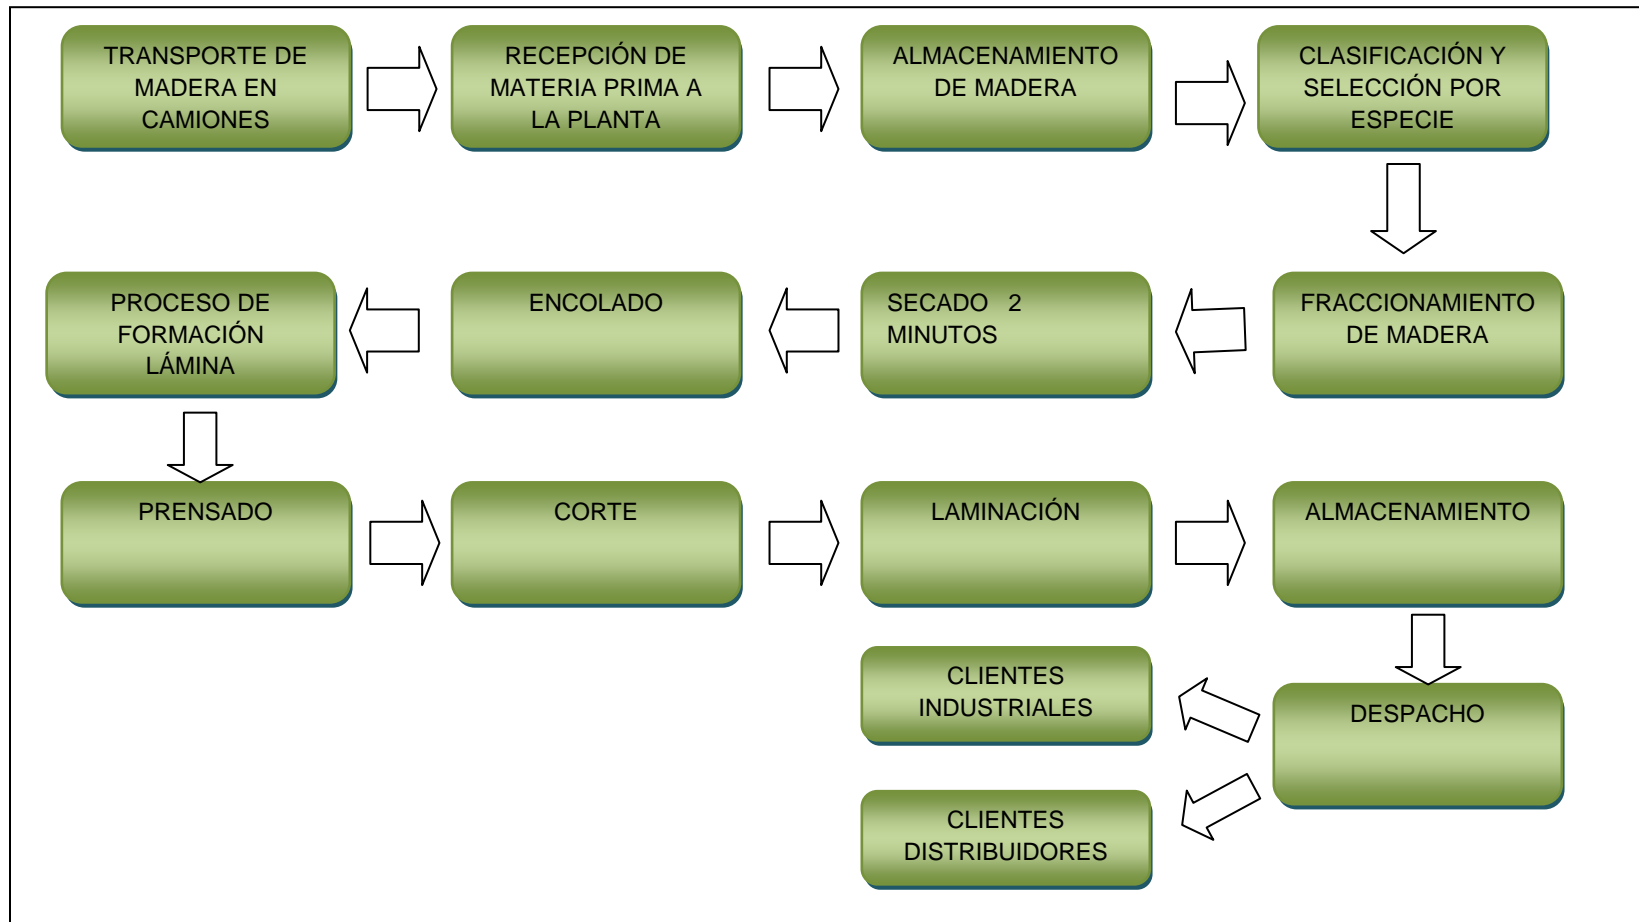 TRANSPORTE DE
MADERA EN
CAMIONES
RECEPCIÓN DE
MATERIA PRIMA A
LA PLANTA
ALMACENAMIENTO
DE MADERA
CLASIFICACIÓN Y
SELECCIÓN POR
ESPECIE
FRACCIONAMIENTO
DE MADERA
SECADO 2
MINUTOS
ENCOLADO
PROCESO DE
FORMACIÓN
LÁMINA
PRENSADO
CORTE
LAMINACIÓN
ALMACENAMIENTO
DESPACHO
CLIENTES
INDUSTRIALES
CLIENTES
DISTRIBUIDORES